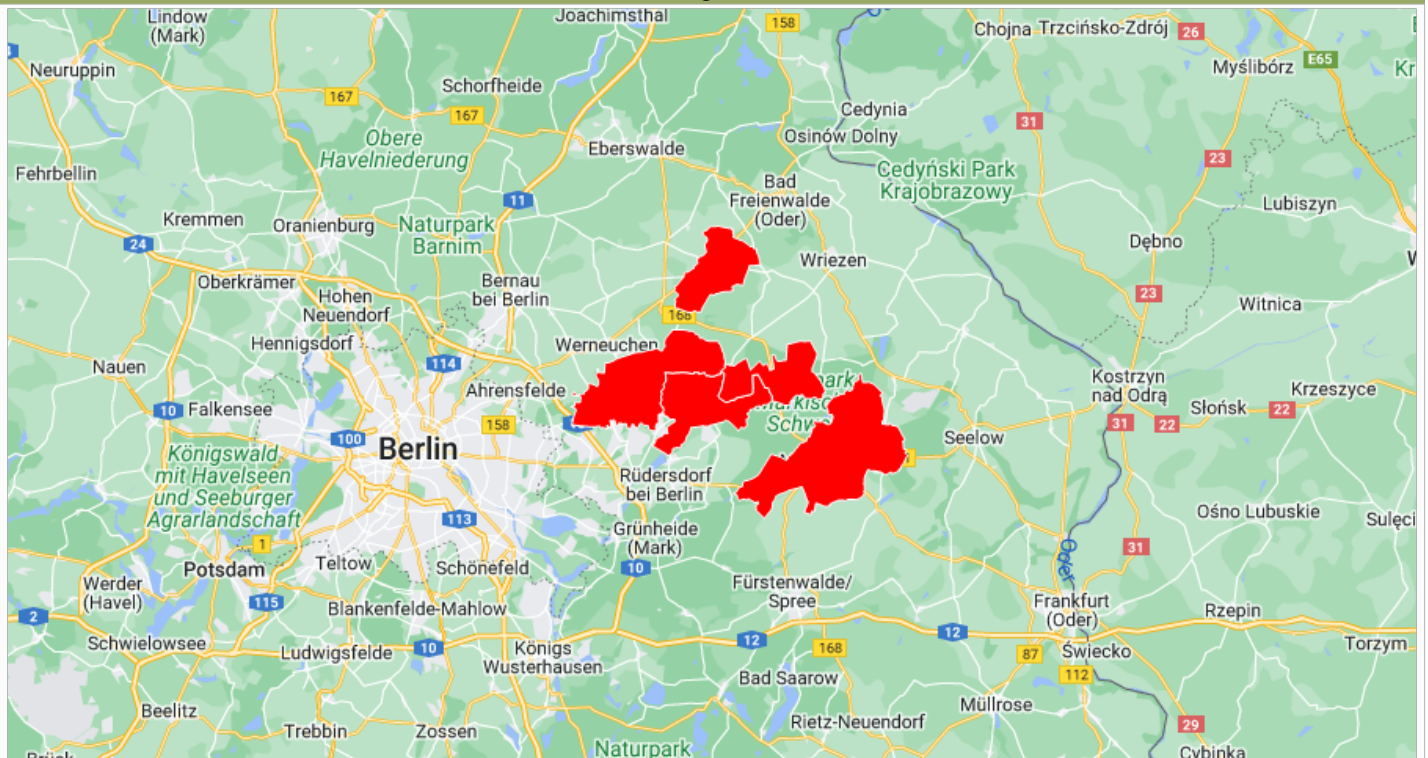 Lindow
(Mark)
Joachimsthal
158
Chojna
Trzcińsko-Zdrój
26
E65
Neuruppin
Schorfheide
Myślibórz
167
167
Cedynia
31
Obere
Havelniederung
Eberswalde
Osinów Dolny
23
Fehrbellin
Cedyński Park
Krajobrazowy
Bad
Freienwalde
(Oder)
11
Lubiszyn
Kremmen
Oranienburg
Naturpark
Barnim
24
Dębno
Wriezen
Oberkrämer
Bernau
bei Berlin
23
Hohen
Neuendorf
Witnica
168
Hennigsdorf
Werneuchen
114
Nauen
Ahrensfelde
Kostrzyn
nad Odrą
Krzeszyce
10
Falkensee
Słońsk
22
158
31
22
100
Berlin
Seelow
Königswald
mit Havelseen
und Seeburger
Agrarlandschaft
Rüdersdorf
bei Berlin
113
Ośno Lubuskie
Grünheide
(Mark)
1
31
Oder
Potsdam
Teltow
Schönefeld
10
Werder
(Havel)
Fürstenwalde/
Spree
115
Blankenfelde-Mahlow
Frankfurt
(Oder)
Rzepin
2
Schwielowsee
Ludwigsfelde
10
Königs
Wusterhausen
12
12
168
87
Świecko
Torzym
112
Bad Saarow
Müllrose
Beelitz
Trebbin
Zossen
Rietz-Neuendorf
29
Naturpark
Cybinka